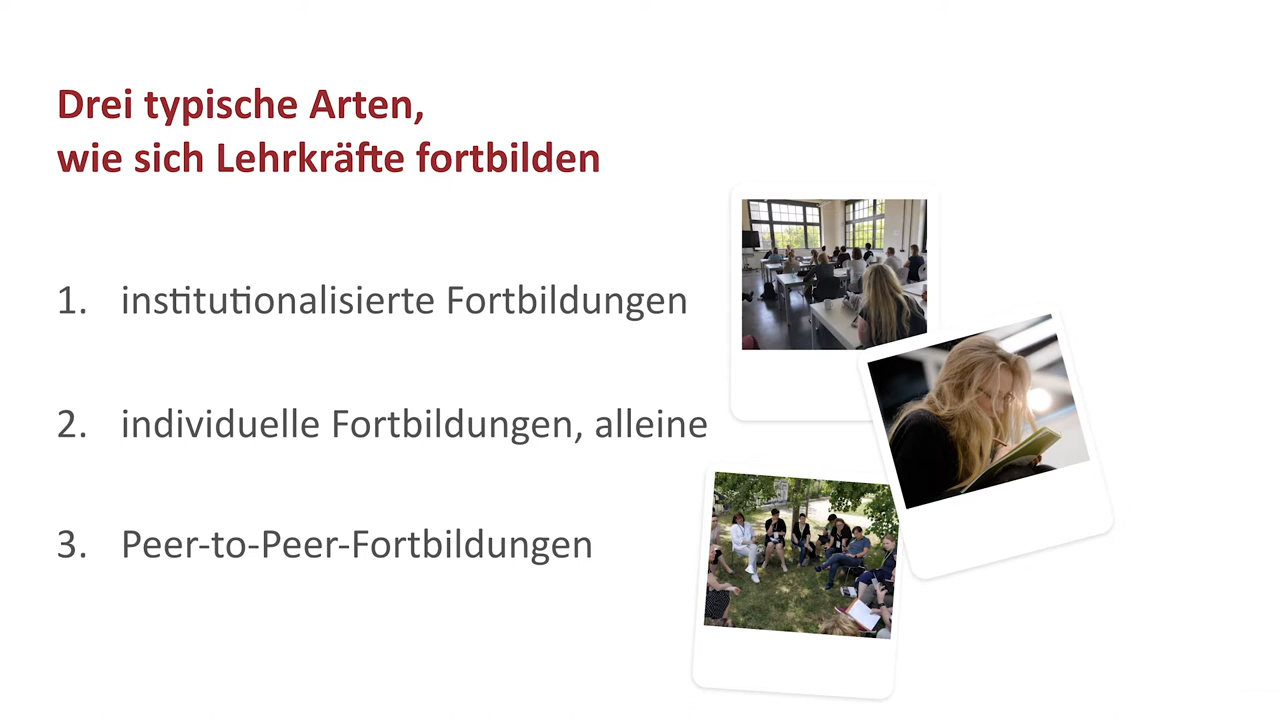 Drei typische Arten,
wie sich Lehrkräfte fortbilden
1. institutionalisierte Fortbildungen
2. individuelle Fortbildungen, alleine
3. Peer-to-Peer-Fortbildungen